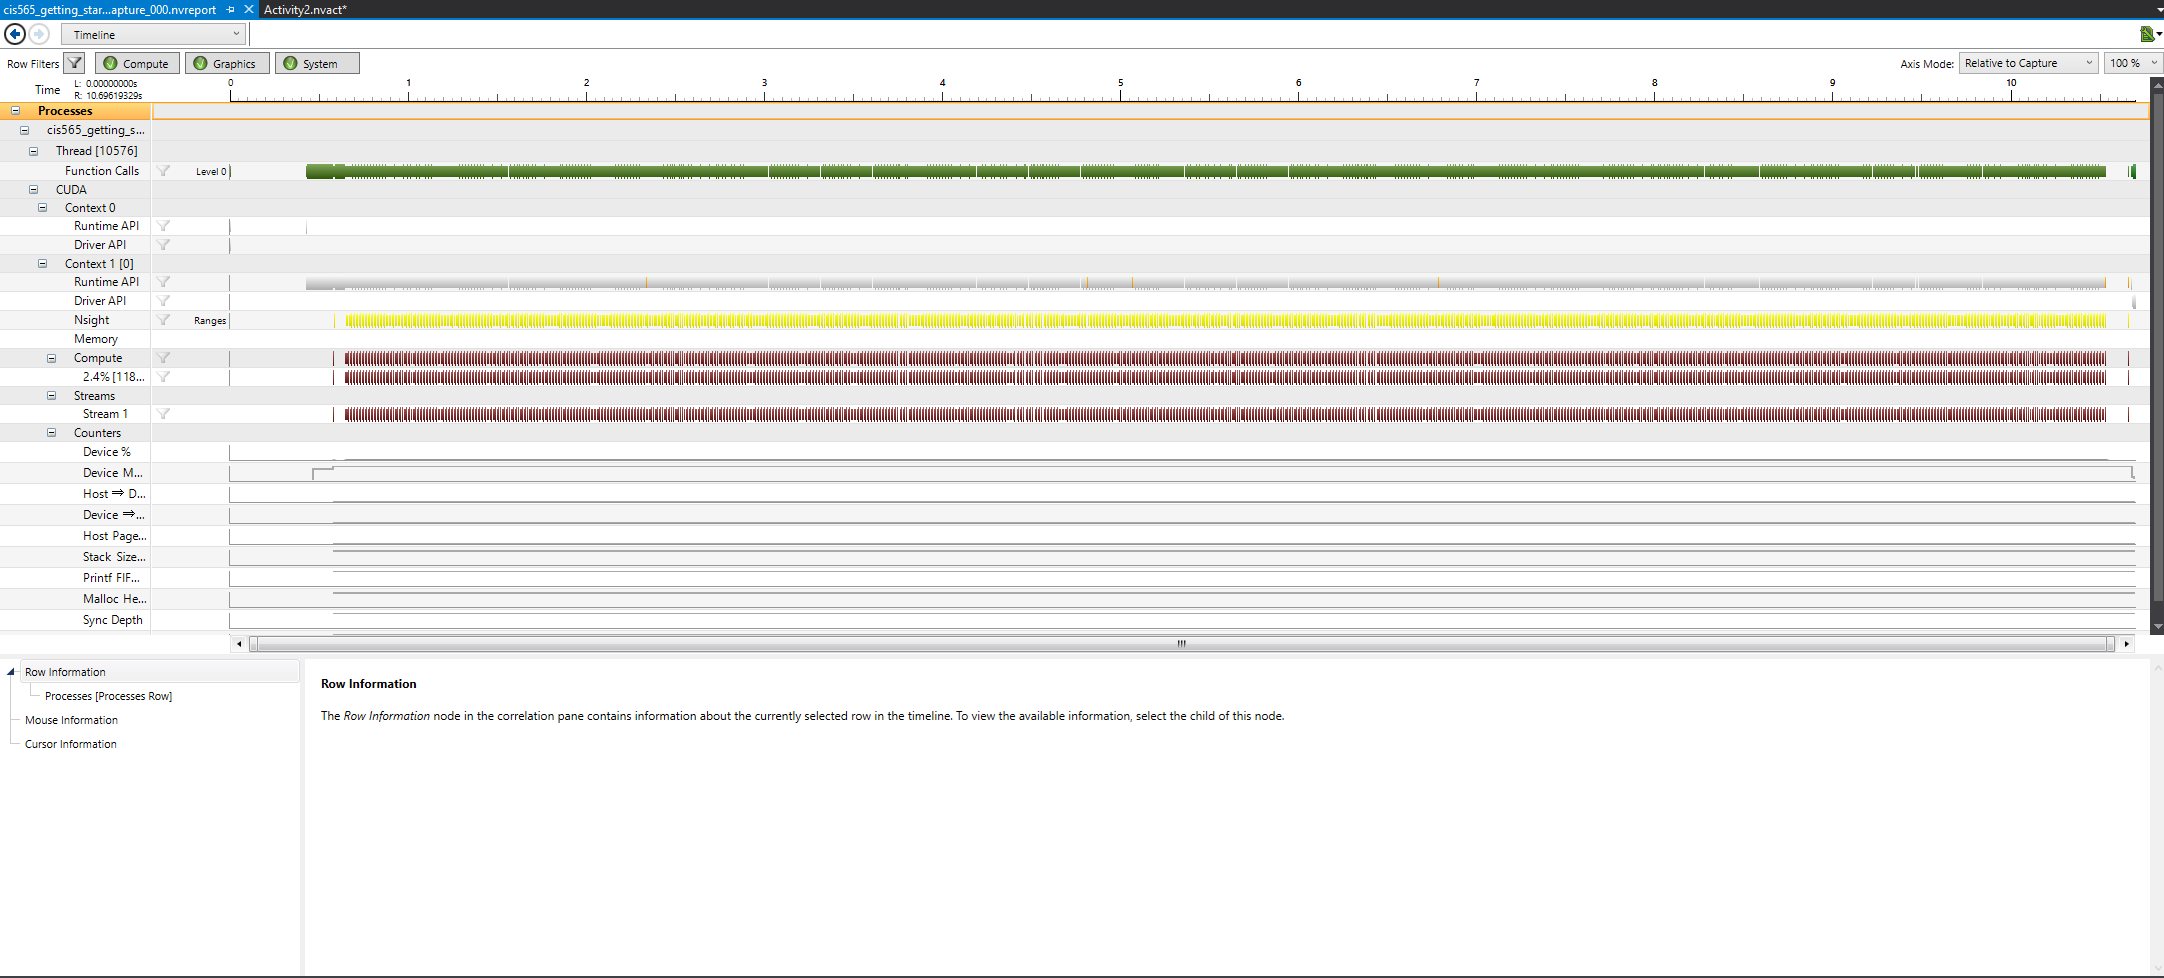 cis565_getting_star...apture_000.nvreport Activity2.nvact*
Timeline
Row Filters Compute Graphics System Axis Mode: Relative to Capture 100 %
Time L: 0.00000000s 0 1 2 3 4 5 6 7 8 9 10
R: 10.69619329s
Processes
cis565_getting_s...
Thread [10576]
Function Calls Level 0
CUDA
Context 0
Runtime API
Driver API
Context 1 [0]
Runtime API
Driver API
Nsight Ranges
Memory
Compute
2.4% [118...
Streams
Stream 1
Counters
Device %
Device M...
Host ⇒ D...
Device ⇒...
Host Page...
Stack Size...
Printf FIF...
Malloc He...
Sync Depth
Row Information
Processes [Processes Row]
Mouse Information
Cursor Information
Row Information
The Row Information node in the correlation pane contains information about the currently selected row in the timeline. To view the available information, select the child of this node.